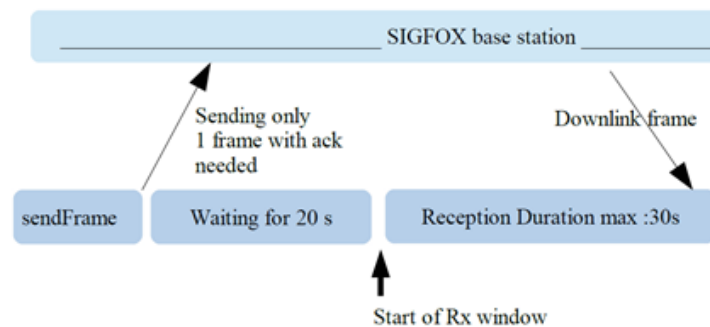 SIGFOX base station
Sending only
1 frame with ack
needed
Downlink frame
sendFrame
Waiting for 20 s
Reception Duration max :30s
Start of Rx window